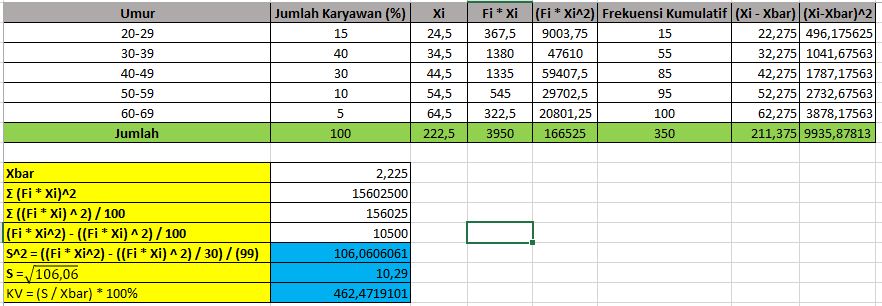 Umur Jumlah Karyawan (%) Xi Fi * Xi (Fi * Xi^2) Frekuensi Kumulatif (Xi - Xbar) (Xi-Xbar)^2
20-29 15 24,5 367,5 9003,75 15 22,275 496,175625
30-39 40 34,5 1380 47610 55 32,275 1041,67563
40-49 30 44,5 1335 59407,5 85 42,275 1787,17563
50-59 10 54,5 545 29702,5 95 52,275 2732,67563
60-69 5 64,5 322,5 20801,25 100 62,275 3878,17563
Jumlah 100 222,5 3950 166525 350 211,375 9935,87813
Xbar 2,225
Σ (Fi * Xi)^2 15602500
Σ ((Fi * Xi) ^ 2) / 100 156025
(Fi * Xi^2) - ((Fi * Xi) ^ 2) / 100 10500
S^2 = ((Fi * Xi^2) - ((Fi * Xi) ^ 2) / 30) / (99) 106,0606061
S = √106,06 10,29
KV = (S / Xbar) * 100% 462,4719101